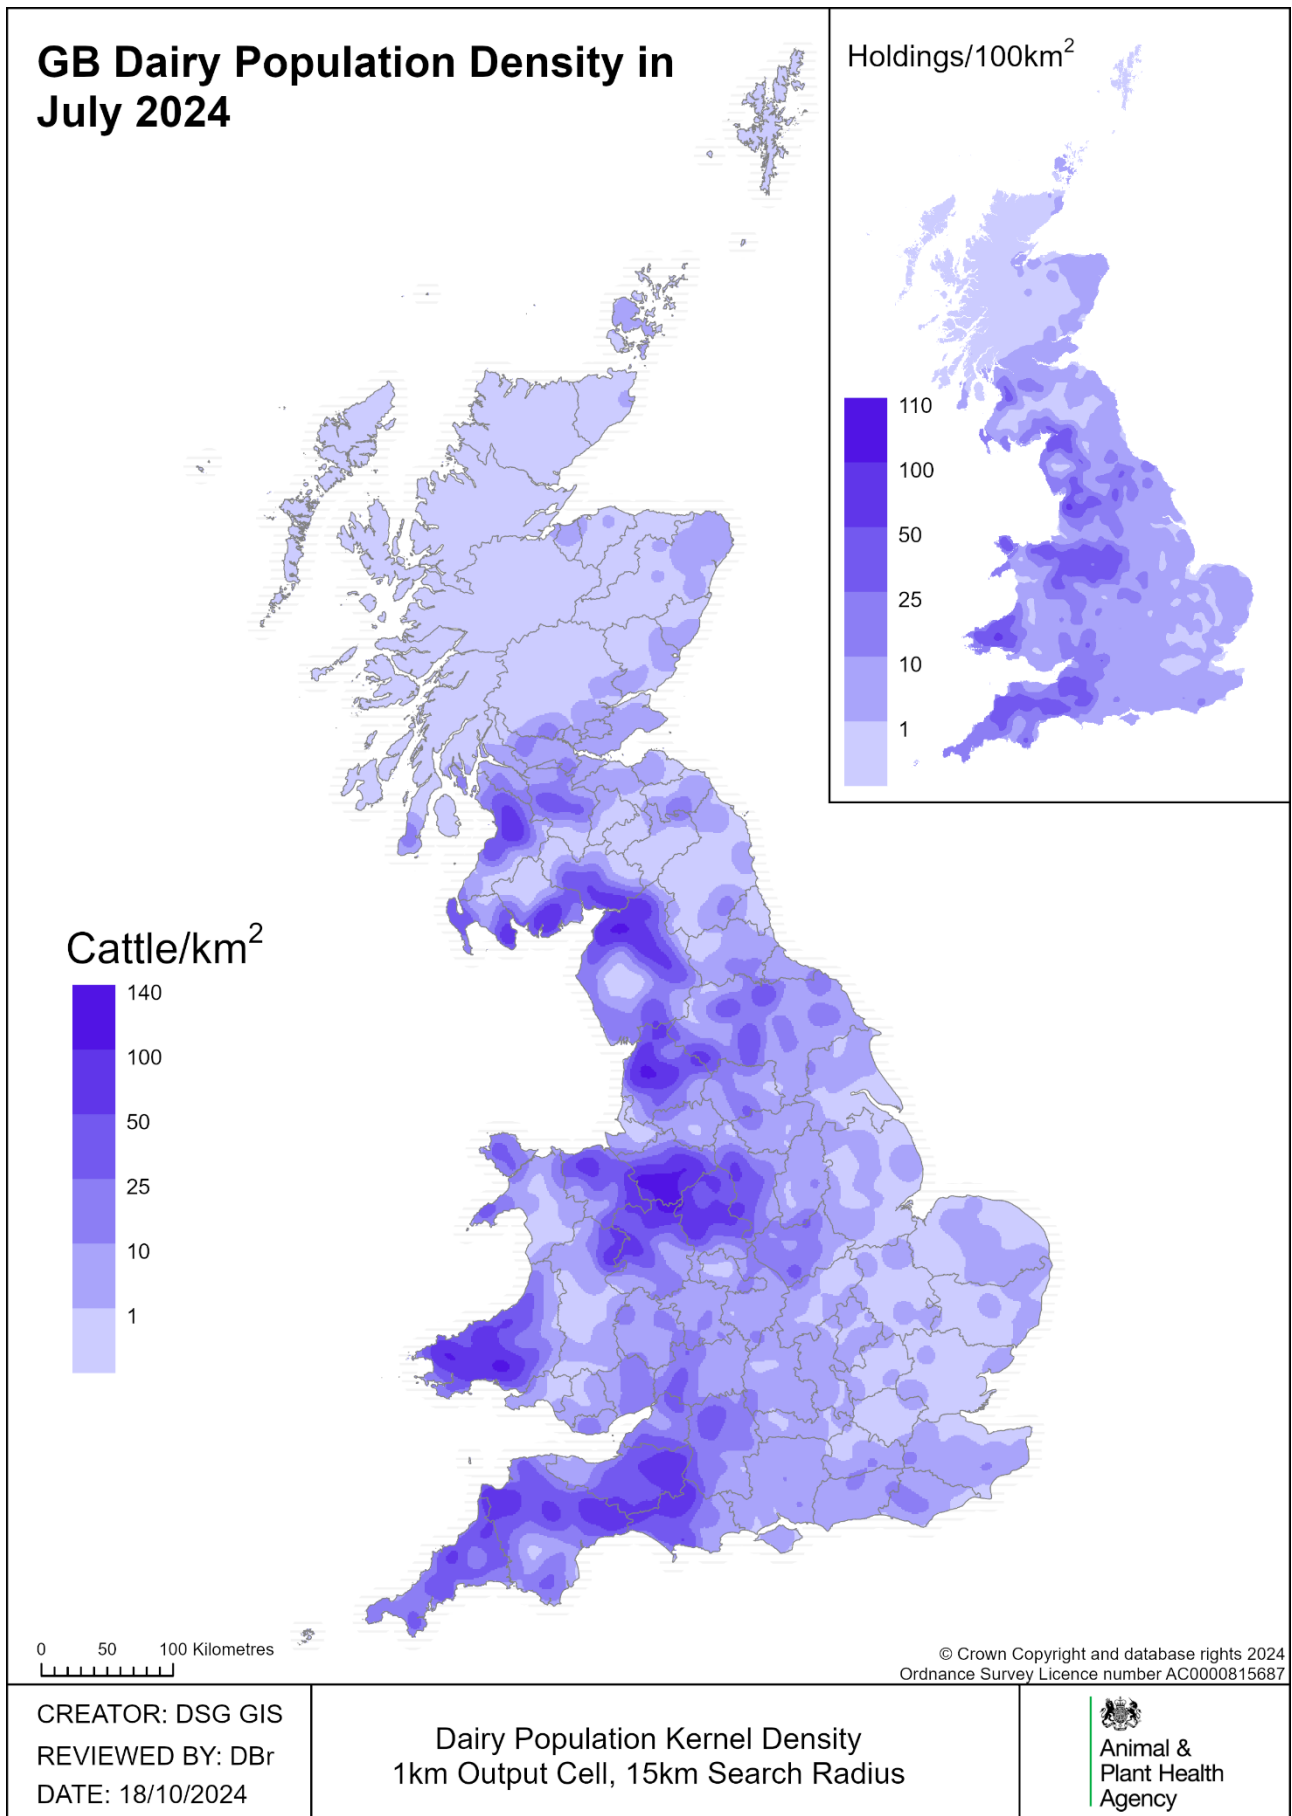 GB Dairy Population Density in
July 2024
Holdings/100km²
110
100
50
25
10
1
Cattle/km²
140
100
50
25
10
1
0 50 100 Kilometres
© Crown Copyright and database rights 2024
Ordnance Survey Licence number AC0000815687
CREATOR: DSG GIS
REVIEWED BY: DBr
DATE: 18/10/2024
Dairy Population Kernel Density
1km Output Cell, 15km Search Radius
Animal &
Plant Health
Agency